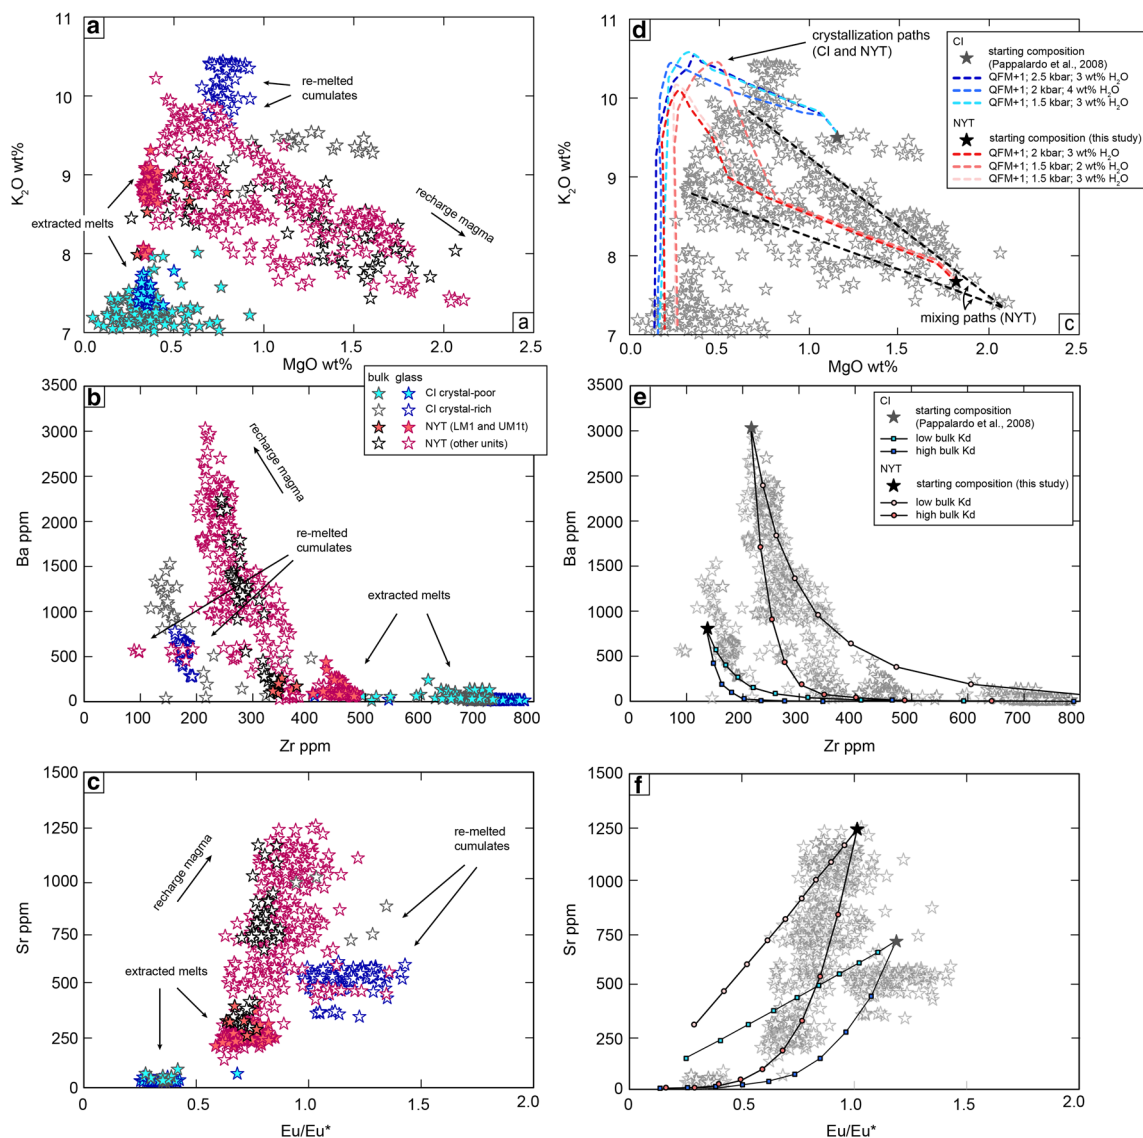 a
11
10
9
8
7
K2O wt%
re-melted
cumulates
extracted melts
recharge magma
a
0.0
0.5
1.0
1.5
2.0
2.5
MgO wt%
d
11
10
9
8
7
K2O wt%
crystallization paths
(CI and NYT)
CI
starting composition
(Pappalardo et al., 2008)
QFM+1; 2.5 kbar; 3 wt% H2O
QFM+1; 2 kbar; 4 wt% H2O
QFM+1; 1.5 kbar; 3 wt% H2O
NYT
starting composition (this study)
QFM+1; 2 kbar; 3 wt% H2O
QFM+1; 1.5 kbar; 2 wt% H2O
QFM+1; 1.5 kbar; 3 wt% H2O
mixing paths (NYT)
c
0.0
0.5
1.0
1.5
2.0
2.5
MgO wt%
b
3500
3000
2500
2000
1500
1000
500
0
Ba ppm
bulk glass
CI crystal-poor
CI crystal-rich
NYT (LM1 and UM1t)
NYT (other units)
recharge magma
re-melted
cumulates
extracted melts
0
100
200
300
400
500
600
700
800
Zr ppm
e
3500
3000
2500
2000
1500
1000
500
0
Ba ppm
CI
starting composition
(Pappalardo et al., 2008)
low bulk Kd
high bulk Kd
NYT
starting composition (this study)
low bulk Kd
high bulk Kd
0
100
200
300
400
500
600
700
800
Zr ppm
c
1500
1250
1000
750
500
250
0
Sr ppm
recharge magma
re-melted
cumulates
extracted melts
0.0
0.5
1.0
1.5
2.0
Eu/Eu*
f
1500
1250
1000
750
500
250
0
Sr ppm
0.0
0.5
1.0
1.5
2.0
Eu/Eu*